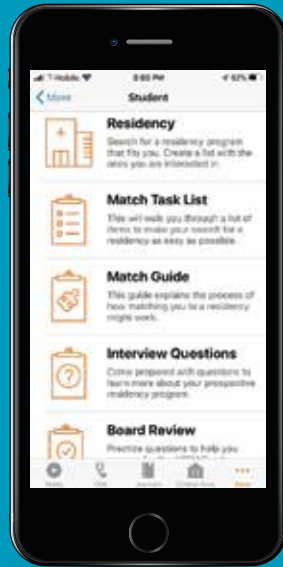 T-Mobile
3:50 PM
62%
More
Student
Residency
Search for a residency program
that fits you. Create a list with the
ones you are interested in.
Match Task List
This will walk you through a list of
items to make your search for a
residency as easy as possible.
Match Guide
This guide explains the process of
how matching you to a residency
might work.
Interview Questions
Come prepared with questions to
learn more about your prospective
residency program.
Board Review
Practice questions to help you